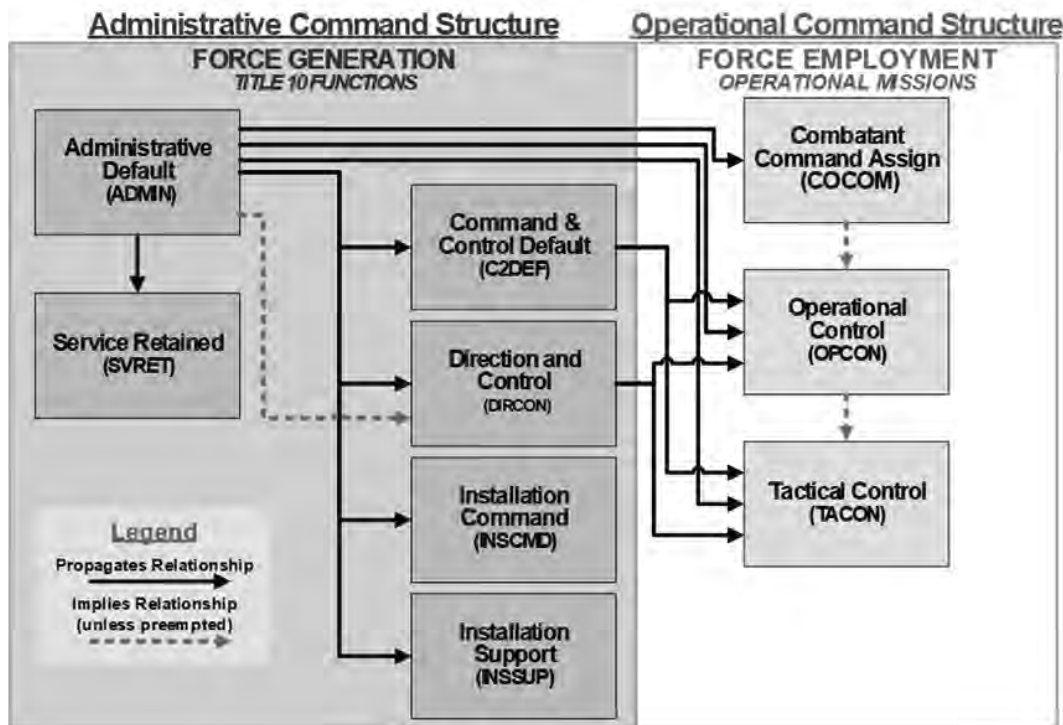 Administrative Command Structure
Operational Command Structure
FORCE GENERATION
TITLE 10 FUNCTIONS
FORCE EMPLOYMENT
OPERATIONAL MISSIONS
Administrative
Default
(ADMIN)
Combatant
Command Assign
(COCOM)
Command &
Control Default
(C2DEF)
Service Retained
(SVRET)
Operational
Control
(OPCON)
Direction and
Control
(DIRCON)
Installation
Command
(INSCMD)
Tactical Control
(TACON)
Installation
Support
(INSSUP)
Legend
Propagates Relationship
Implies Relationship
(unless preempted)